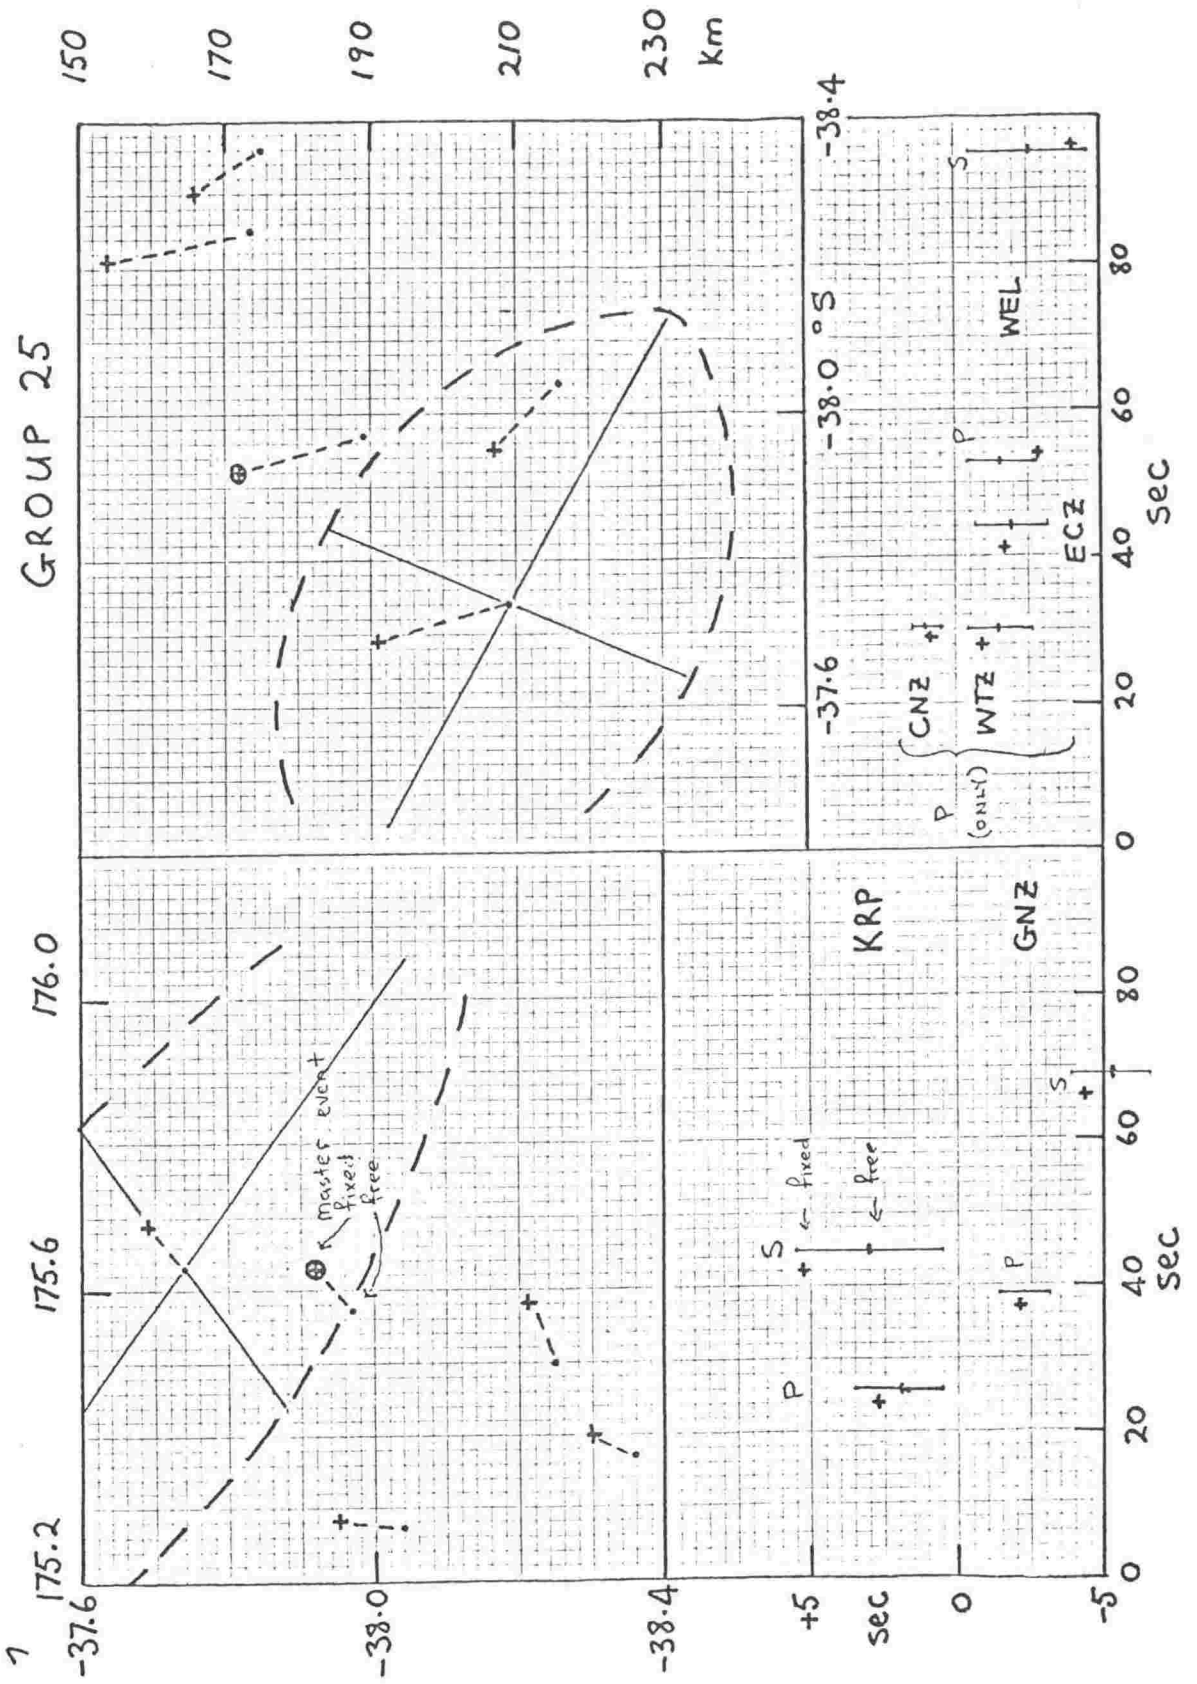 GROUP 25
175.2
175.6
176.0
-37.6
-38.0
-38.4
150
170
190
210
230
Km
master event
fixed
free
-37.6
-38.0 °S
-38.4
+5
sec
0
-5
P
S
← fixed
← free
KRP
P
S
GNZ
0
20
40
60
80
sec
P
(ONLY)
CNZ
WTZ
ECZ
P
S
WEL
0
20
40
60
80
sec